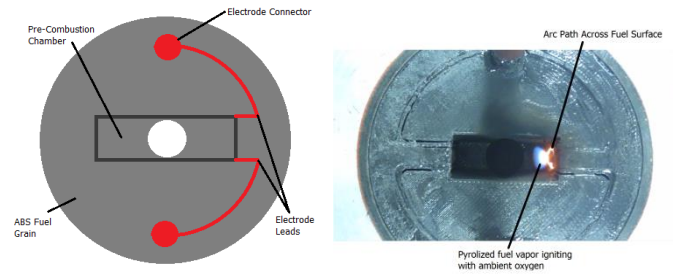 Electrode Connector
Pre-Combustion
Chamber
ABS Fuel
Grain
Electrode
Leads
Arc Path Across Fuel Surface
Pyrolized fuel vapor igniting
with ambient oxygen